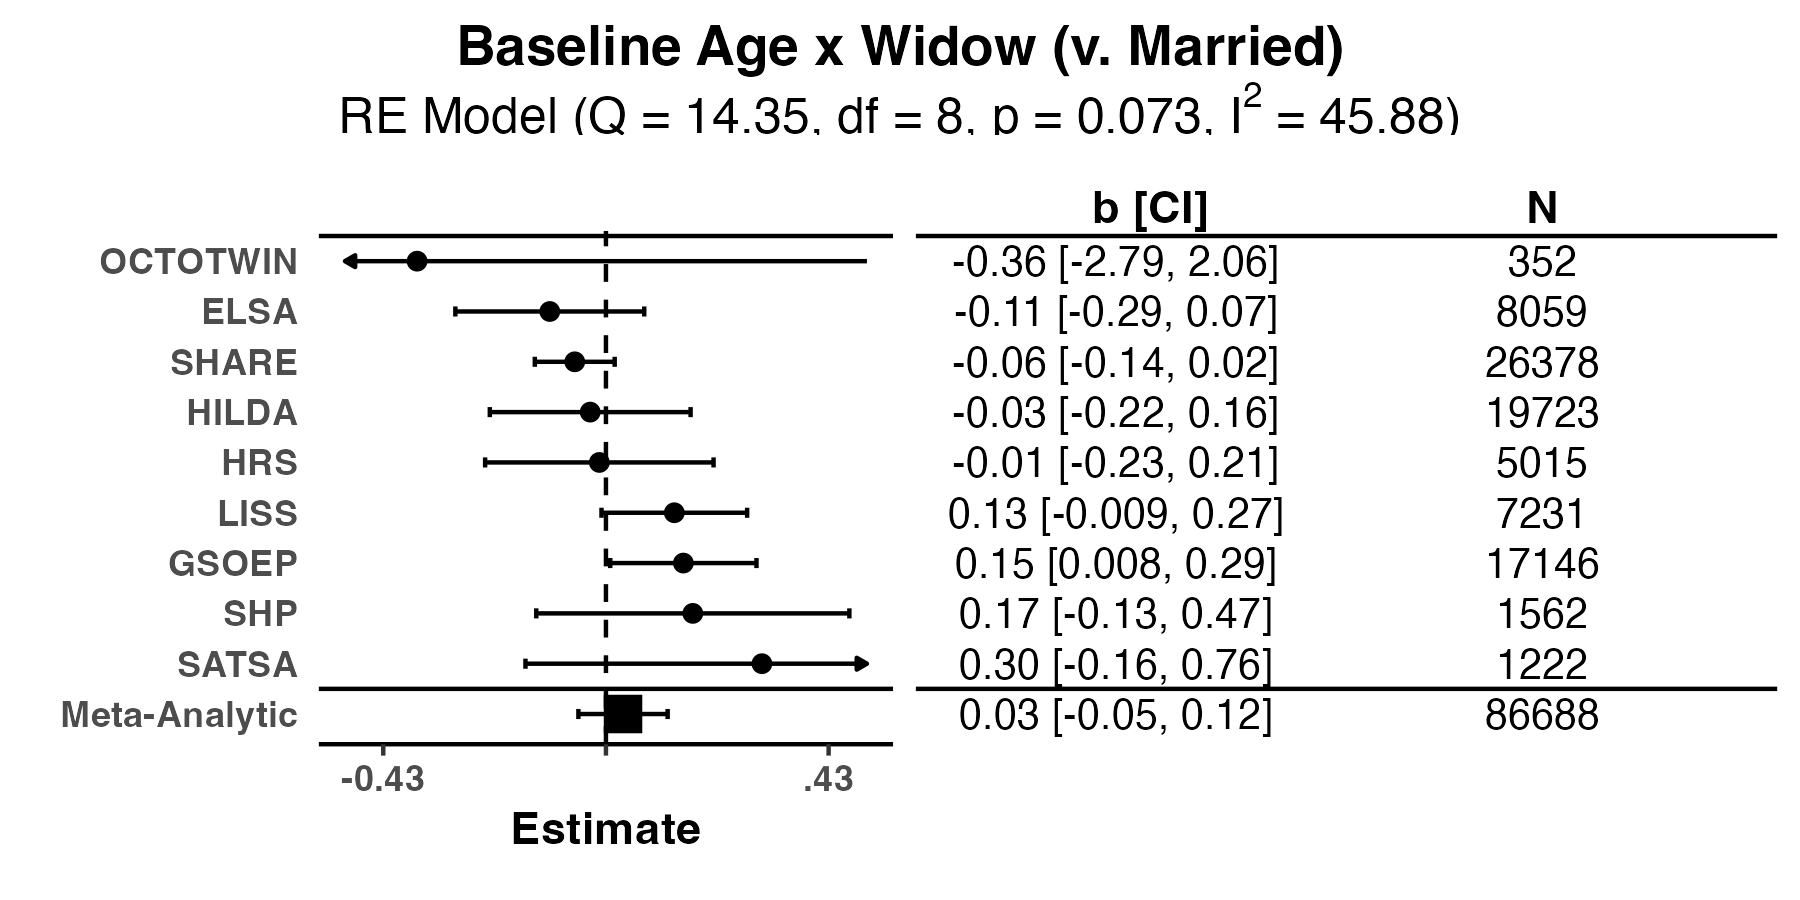 Baseline Age x Widow (v. Married)
RE Model (Q = 14.35, df = 8, p = 0.073, I² = 45.88)
b [CI] N
OCTOTWIN -0.36 [-2.79, 2.06] 352
ELSA -0.11 [-0.29, 0.07] 8059
SHARE -0.06 [-0.14, 0.02] 26378
HILDA -0.03 [-0.22, 0.16] 19723
HRS -0.01 [-0.23, 0.21] 5015
LISS 0.13 [-0.009, 0.27] 7231
GSOEP 0.15 [0.008, 0.29] 17146
SHP 0.17 [-0.13, 0.47] 1562
SATSA 0.30 [-0.16, 0.76] 1222
Meta-Analytic 0.03 [-0.05, 0.12] 86688
-0.43 .43
Estimate